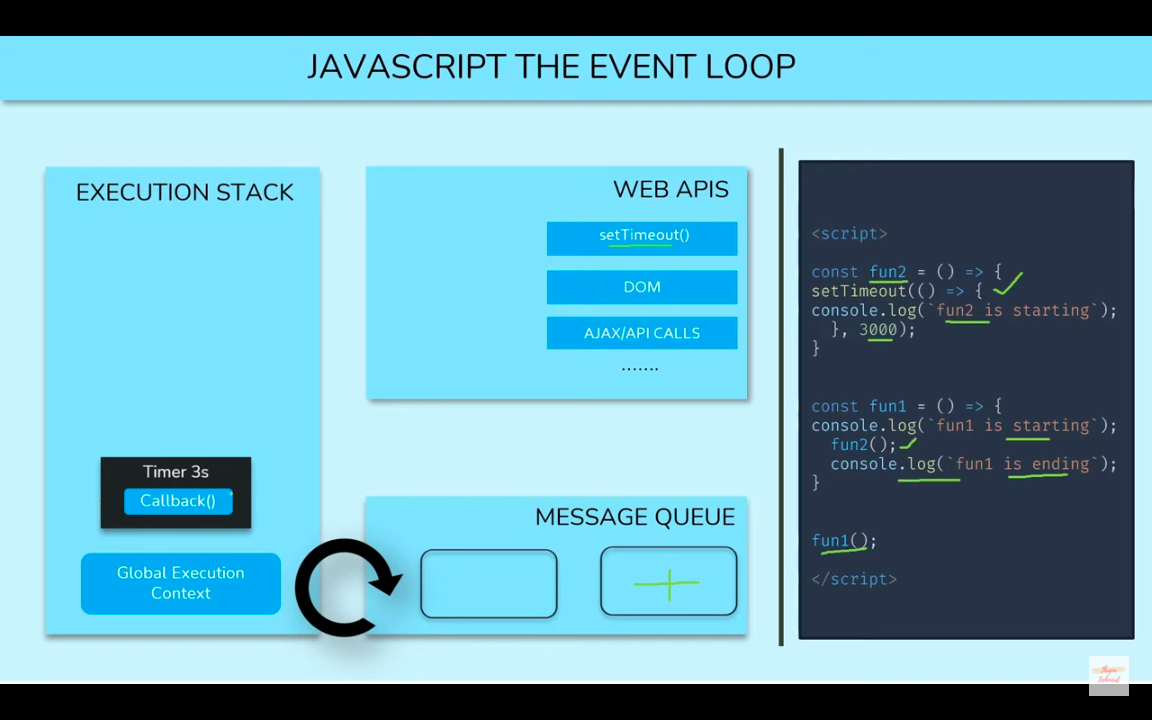 JAVASCRIPT THE EVENT LOOP
EXECUTION STACK
Timer 3s
Callback()
Global Execution
Context
WEB APIS
setTimeout()
DOM
AJAX/API CALLS
.......
MESSAGE QUEUE
<script>
const fun2 = () => {
setTimeout(() => {
console.log(`fun2 is starting`);
}, 3000);
}
const fun1 = () => {
console.log(`fun1 is starting`);
fun2();
console.log(`fun1 is ending`);
}
fun1();
</script>